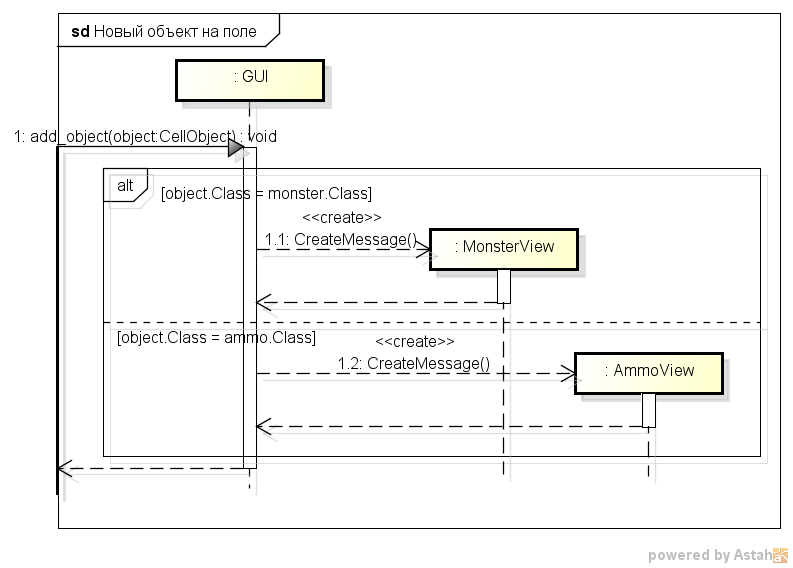 sd Новый объект на поле
: GUI
1: add_object(object:CellObject) : void
alt
[object.Class = monster.Class]
<<create>>
1.1: CreateMessage()
: MonsterView
[object.Class = ammo.Class]
<<create>>
1.2: CreateMessage()
: AmmoView
powered by Astah